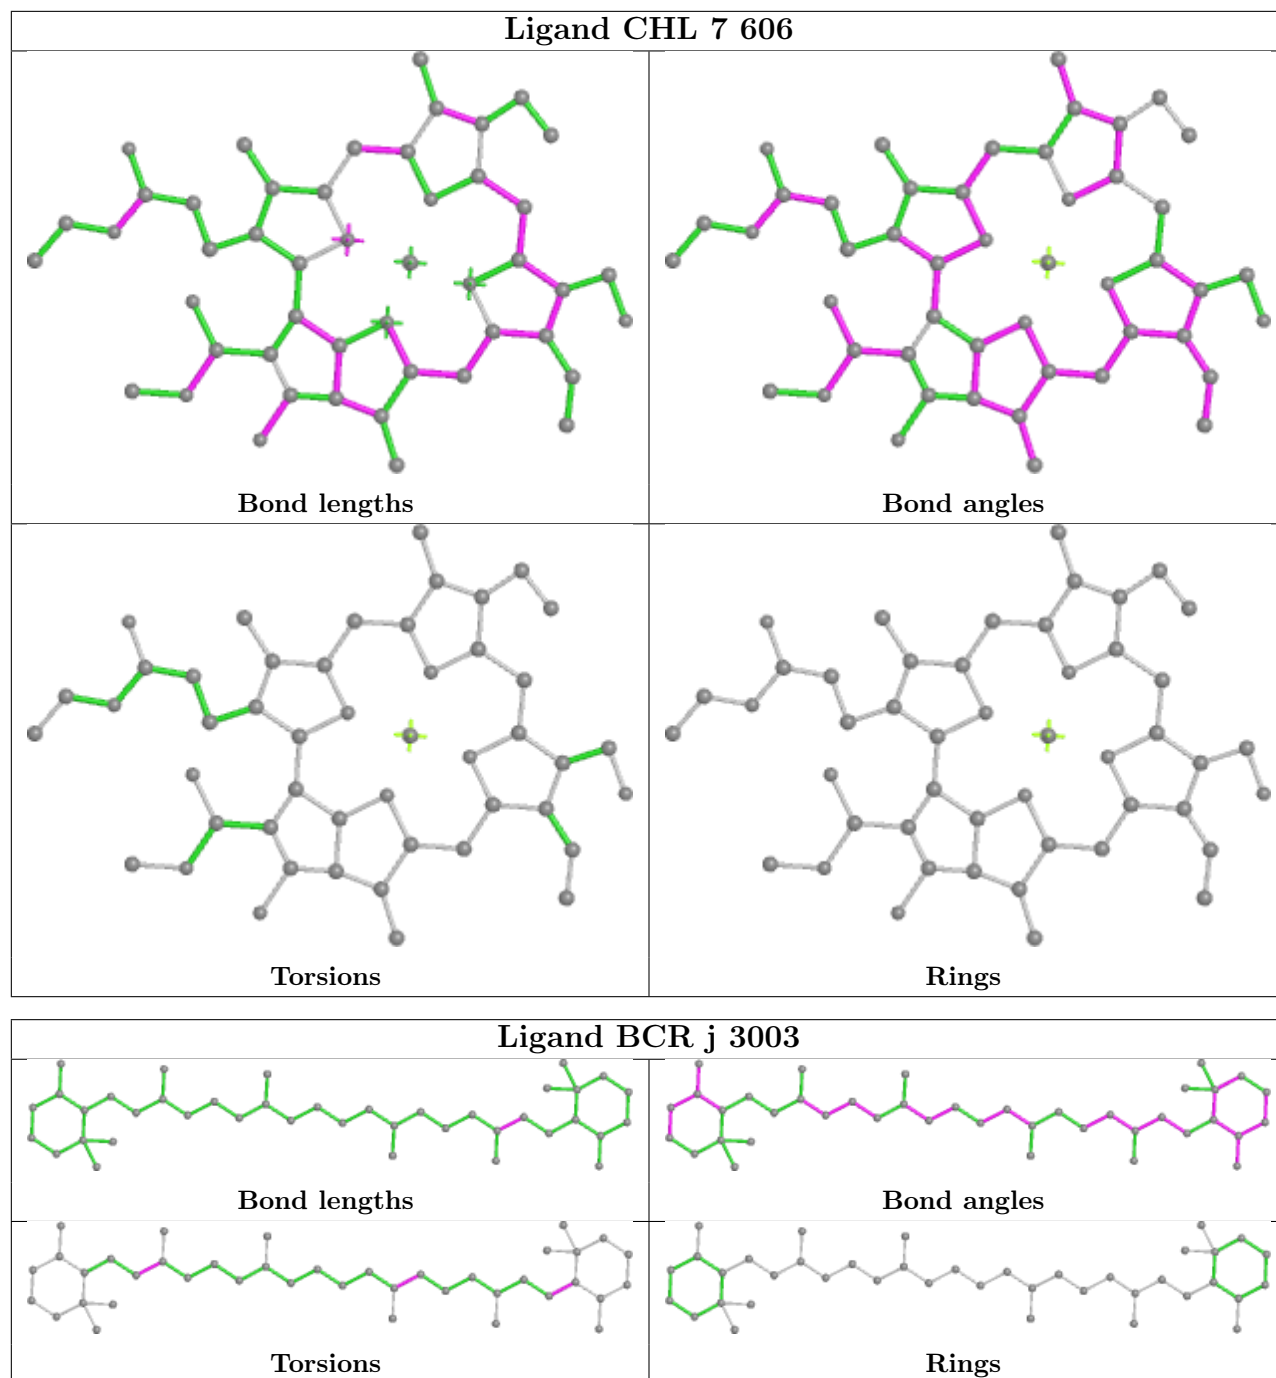 Ligand CHL 7 606
Bond lengths
Bond angles
Torsions
Rings
Ligand BCR j 3003
Bond lengths
Bond angles
Torsions
Rings